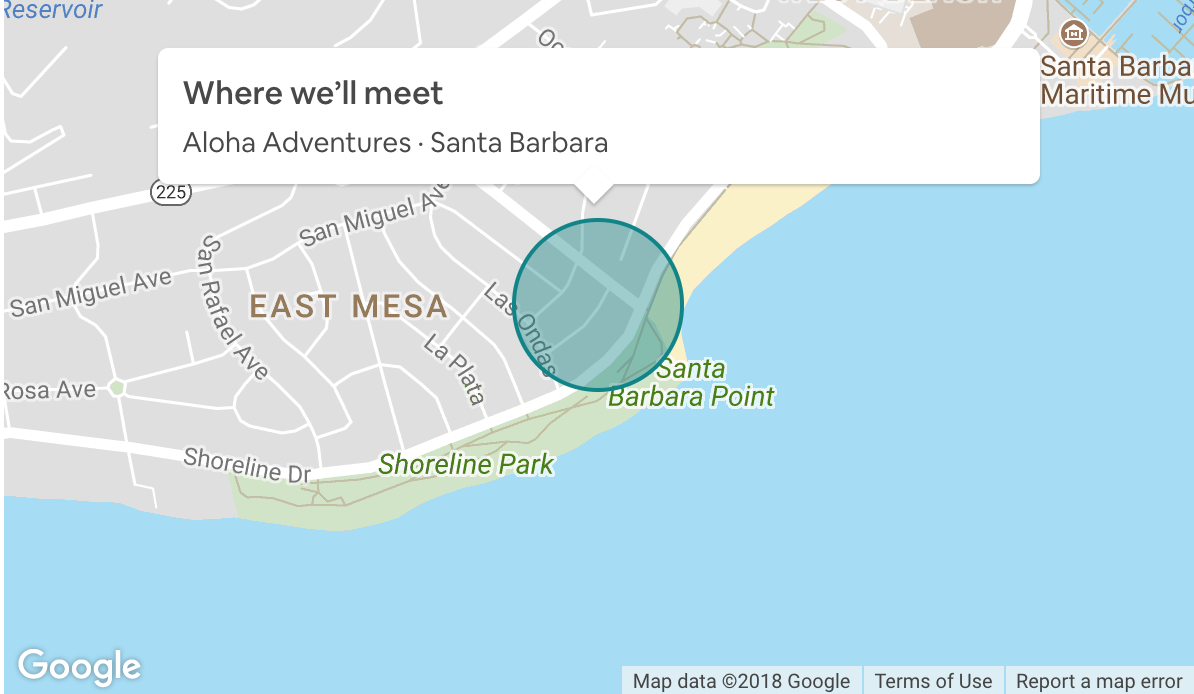 Reservoir
Where we'll meet
Aloha Adventures · Santa Barbara
Santa Barba
Maritime Mu
225
San Miguel Ave
San Rafael Ave
San Miguel Ave
EAST MESA
Las Ondas
La Plata
Rosa Ave
Santa
Barbara Point
Shoreline Park
Shoreline Dr
Google
Map data ©2018 Google
Terms of Use
Report a map error